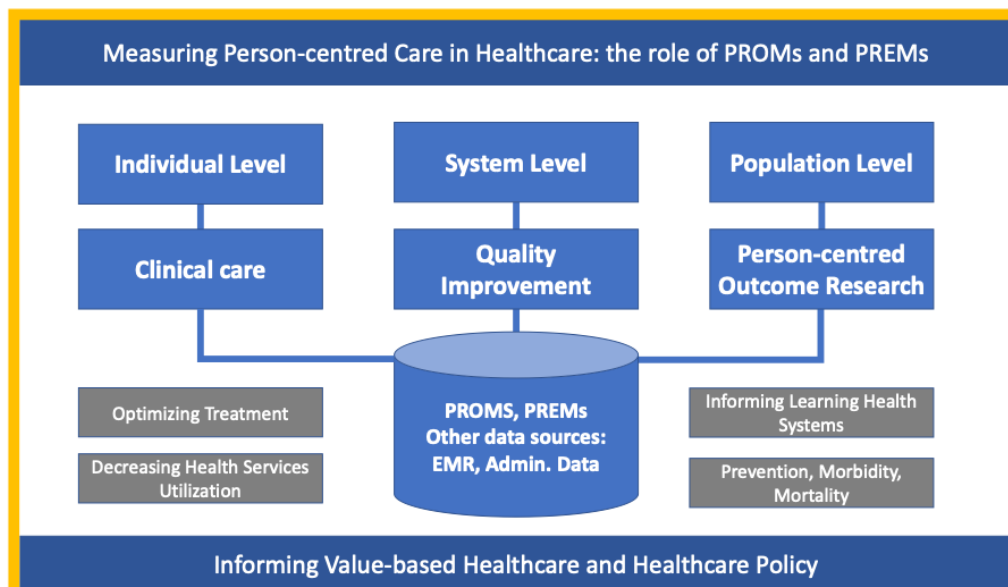 Measuring Person-centred Care in Healthcare: the role of PROMs and PREMs
Individual Level
System Level
Population Level
Clinical care
Quality
Improvement
Person-centred
Outcome Research
PROMS, PREMs
Other data sources:
EMR, Admin. Data
Optimizing Treatment
Decreasing Health Services
Utilization
Informing Learning Health
Systems
Prevention, Morbidity,
Mortality
Informing Value-based Healthcare and Healthcare Policy